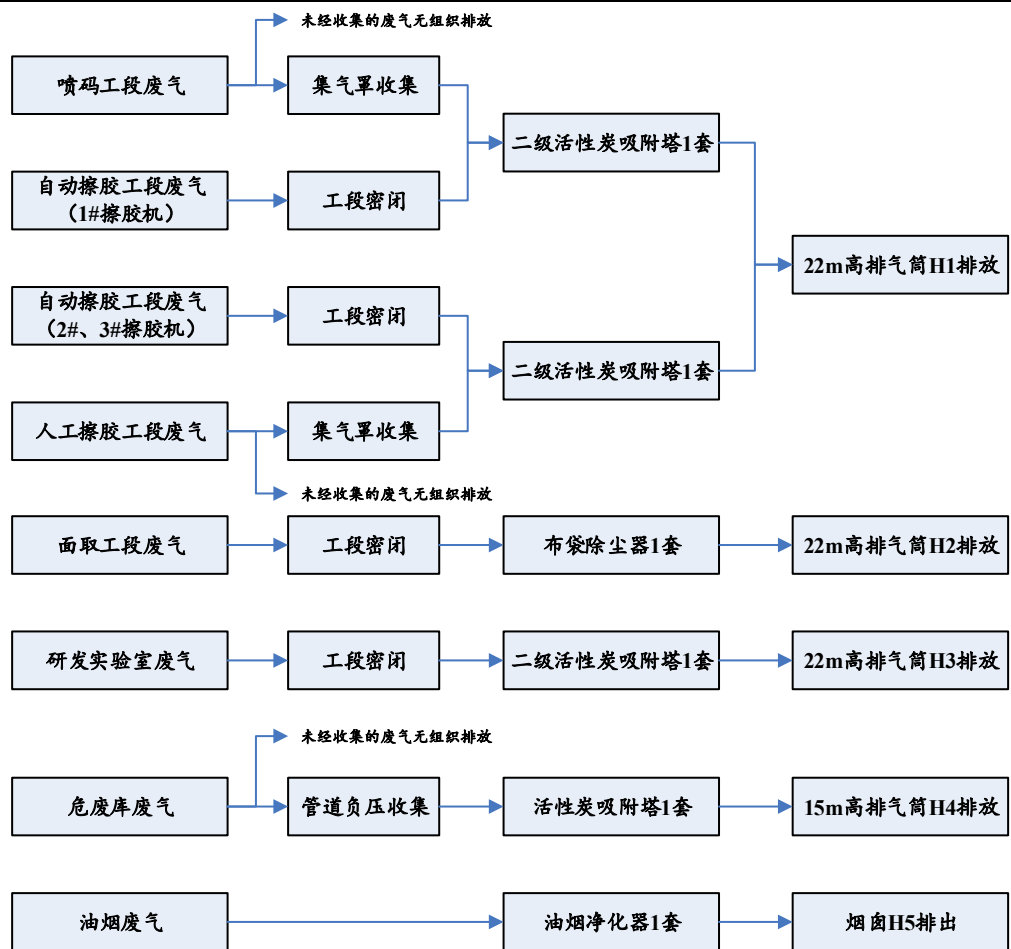 未经收集的废气无组织排放
喷码工段废气
集气罩收集
二级活性炭吸附塔1套
自动擦胶工段废气
（1#擦胶机）
工段密闭
22m高排气筒H1排放
自动擦胶工段废气
（2#、3#擦胶机）
工段密闭
二级活性炭吸附塔1套
人工擦胶工段废气
集气罩收集
未经收集的废气无组织排放
面取工段废气
工段密闭
布袋除尘器1套
22m高排气筒H2排放
研发实验室废气
工段密闭
二级活性炭吸附塔1套
22m高排气筒H3排放
未经收集的废气无组织排放
危废库废气
管道负压收集
活性炭吸附塔1套
15m高排气筒H4排放
油烟废气
油烟净化器1套
烟囱H5排出